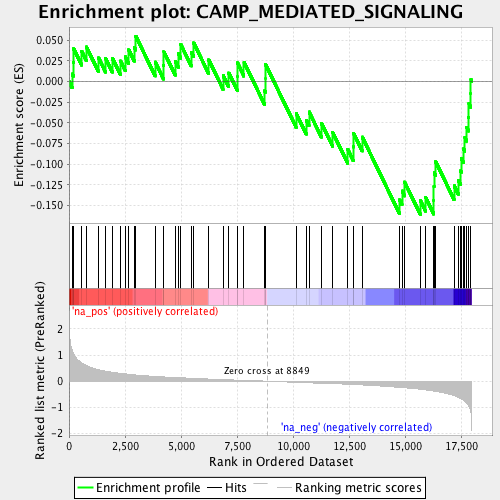 Enrichment plot: CAMP_MEDIATED_SIGNALING
Enrichment score (ES)
0.050
0.025
0.000
-0.025
-0.050
-0.075
-0.100
-0.125
-0.150
'na_pos' (positively correlated)
Ranked list metric (PreRanked)
2
1
0
-1
-2
Zero cross at 8849
'na_neg' (negatively correlated)
0
2,500
5,000
7,500
10,000
12,500
15,000
17,500
Rank in Ordered Dataset
Enrichment profile
Hits
Ranking metric scores